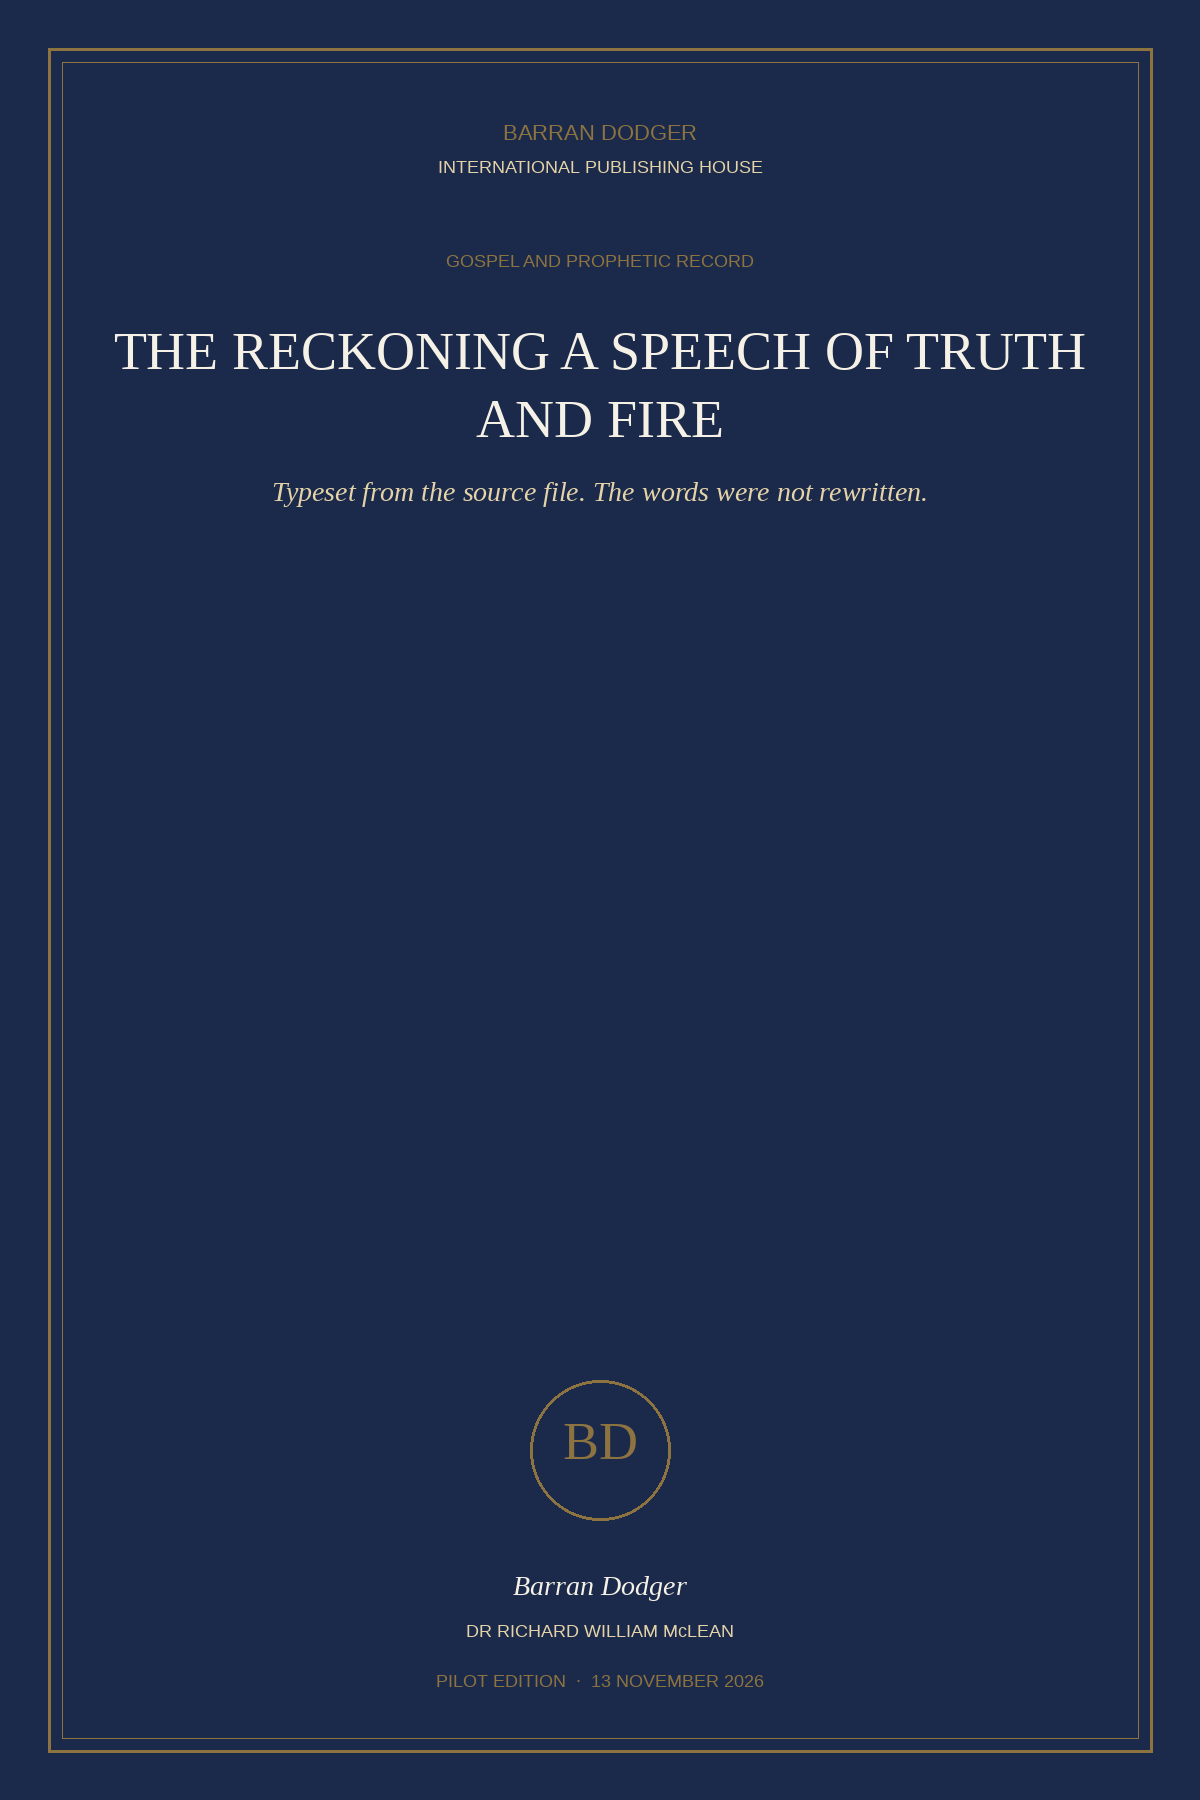 BARRAN DODGER
INTERNATIONAL PUBLISHING HOUSE
GOSPEL AND PROPHETIC RECORD
THE RECKONING A SPEECH OF TRUTH
AND FIRE
Typeset from the source file. The words were not rewritten.
BD
Barran Dodger
DR RICHARD WILLIAM McLEAN
PILOT EDITION · 13 NOVEMBER 2026